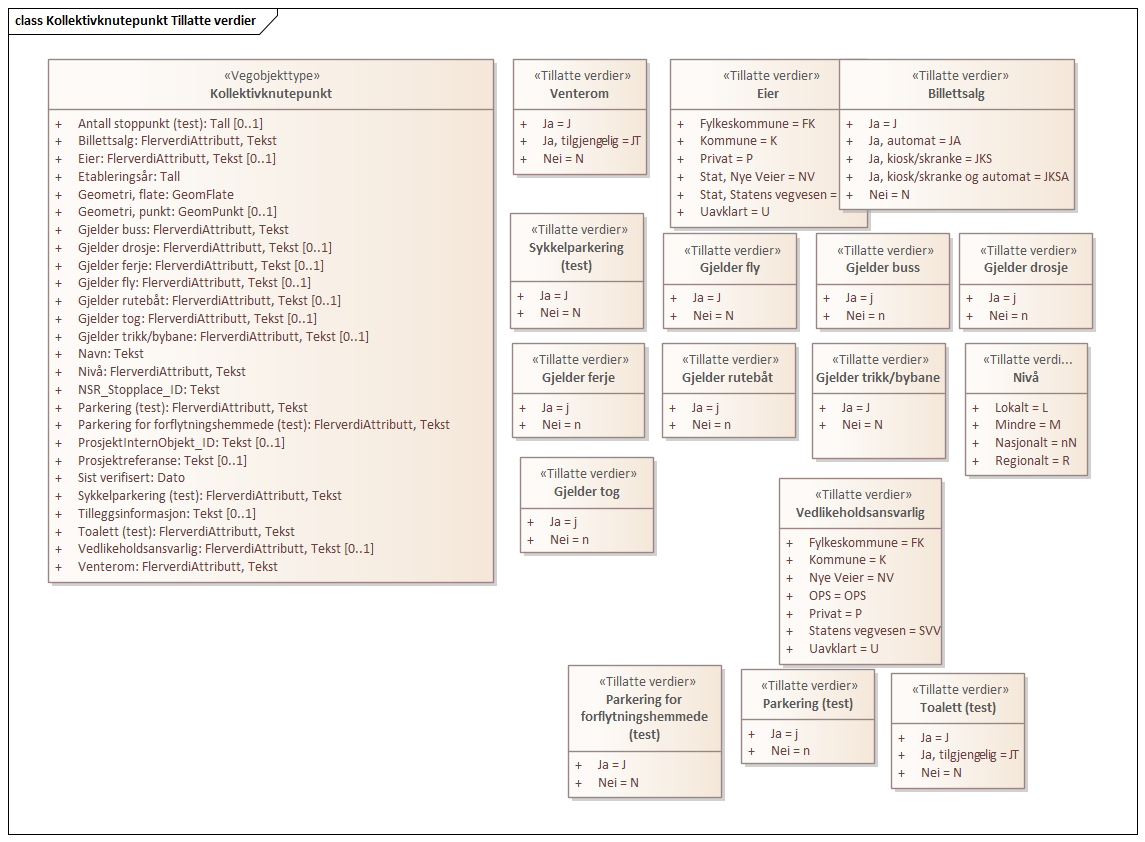 class Kollektivknutepunkt Tillatte verdier
«Vegobjekttype»
Kollektivknutepunkt
+ Antall stoppunkt (test): Tall [0..1]
+ Billettsalg: FlerverdiAttributt, Tekst
+ Eier: FlerverdiAttributt, Tekst [0..1]
+ Etableringsår: Tall
+ Geometri, flate: GeomFlate
+ Geometri, punkt: GeomPunkt [0..1]
+ Gjelder buss: FlerverdiAttributt, Tekst
+ Gjelder drosje: FlerverdiAttributt, Tekst [0..1]
+ Gjelder ferje: FlerverdiAttributt, Tekst [0..1]
+ Gjelder fly: FlerverdiAttributt, Tekst [0..1]
+ Gjelder rutebåt: FlerverdiAttributt, Tekst [0..1]
+ Gjelder tog: FlerverdiAttributt, Tekst [0..1]
+ Gjelder trikk/bybane: FlerverdiAttributt, Tekst [0..1]
+ Navn: Tekst
+ Nivå: FlerverdiAttributt, Tekst
+ NSR_Stopplace_ID: Tekst
+ Parkering (test): FlerverdiAttributt, Tekst
+ Parkering for forflytningshemmede (test): FlerverdiAttributt, Tekst
+ ProsjektInternObjekt_ID: Tekst [0..1]
+ Prosjektreferanse: Tekst [0..1]
+ Sist verifisert: Dato
+ Sykkelparkering (test): FlerverdiAttributt, Tekst
+ Tilleggsinformasjon: Tekst [0..1]
+ Toalett (test): FlerverdiAttributt, Tekst
+ Vedlikeholdsansvarlig: FlerverdiAttributt, Tekst [0..1]
+ Venterom: FlerverdiAttributt, Tekst
«Tillatte verdier»
Venterom
+ Ja = J
+ Ja, tilgjengelig = JT
+ Nei = N
«Tillatte verdier»
Eier
+ Fylkeskommune = FK
+ Kommune = K
+ Privat = P
+ Stat, Nye Veier = NV
+ Stat, Statens vegvesen =
+ Uavklart = U
«Tillatte verdier»
Billettsalg
+ Ja = J
+ Ja, automat = JA
+ Ja, kiosk/skranke = JKS
+ Ja, kiosk/skranke og automat = JKSA
+ Nei = N
«Tillatte verdier»
Sykkelparkering
(test)
+ Ja = J
+ Nei = N
«Tillatte verdier»
Gjelder fly
+ Ja = J
+ Nei = N
«Tillatte verdier»
Gjelder buss
+ Ja = j
+ Nei = n
«Tillatte verdier»
Gjelder drosje
+ Ja = j
+ Nei = n
«Tillatte verdier»
Gjelder ferje
+ Ja = j
+ Nei = n
«Tillatte verdier»
Gjelder rutebåt
+ Ja = j
+ Nei = n
«Tillatte verdier»
Gjelder trikk/bybane
+ Ja = J
+ Nei = N
«Tillatte verdi...
Nivå
+ Lokalt = L
+ Mindre = M
+ Nasjonalt = nN
+ Regionalt = R
«Tillatte verdier»
Gjelder tog
+ Ja = j
+ Nei = n
«Tillatte verdier»
Vedlikeholdsansvarlig
+ Fylkeskommune = FK
+ Kommune = K
+ Nye Veier = NV
+ OPS = OPS
+ Privat = P
+ Statens vegvesen = SVV
+ Uavklart = U
«Tillatte verdier»
Parkering for
forflytningshemmede
(test)
+ Ja = J
+ Nei = N
«Tillatte verdier»
Parkering (test)
+ Ja = j
+ Nei = n
«Tillatte verdier»
Toalett (test)
+ Ja = J
+ Ja, tilgjengelig = JT
+ Nei = N